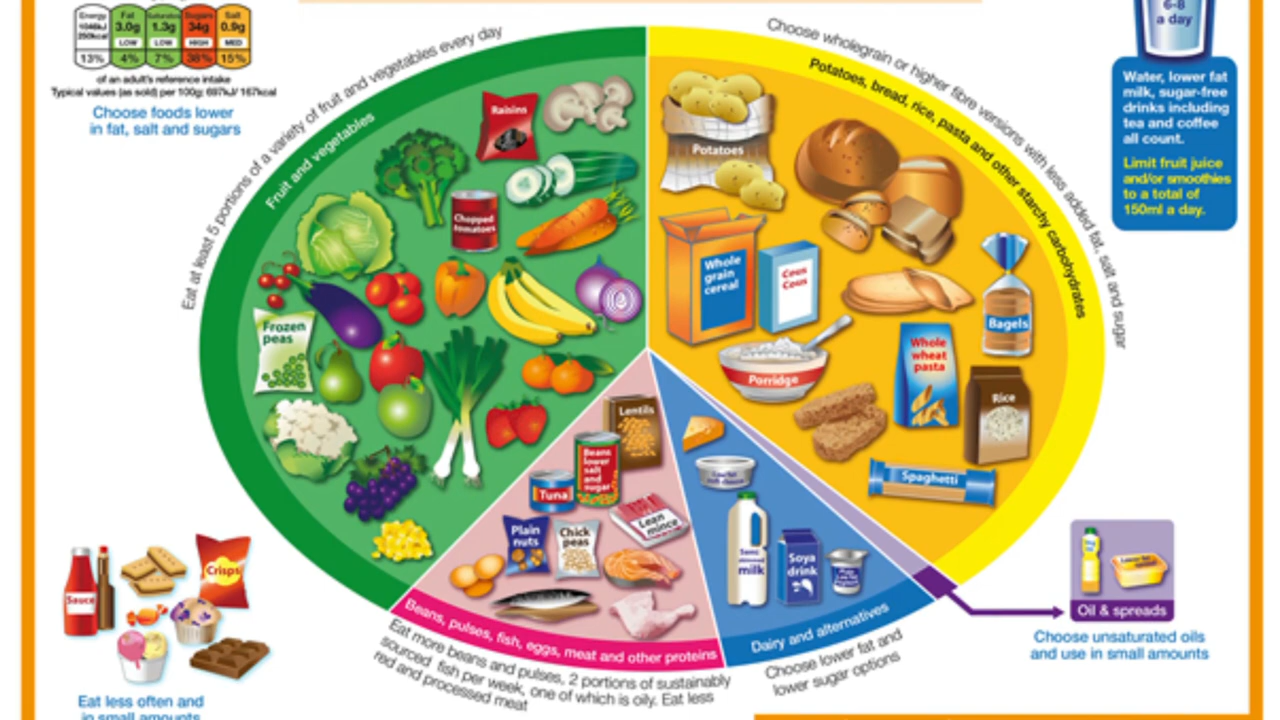 Energy
1046kJ
250kcal
13%
Fat
3.0g
LOW
4%
Saturates
1.3g
LOW
7%
Sugars
34g
HIGH
38%
Salt
0.9g
MED
15%
of an adult's reference intake
Typical values (as sold) per 100g: 697kJ/ 167kcal
Choose foods lower
in fat, salt and sugars
6-8
a day
Water, lower fat
milk, sugar-free
drinks including
tea and coffee
all count.
Limit fruit juice
and/or smoothies
to a total of
150ml a day.
Eat at least 5 portions of a variety of fruit and vegetables every day
Fruit and vegetables
Raisins
Chopped
tomatoes
Frozen
peas
Choose wholegrain or higher fibre versions with less added fat, salt and sugar
Potatoes, bread, rice, pasta and other starchy carbohydrates
Potatoes
Whole
grain
cereal
Cous
Cous
Bagels
Porridge
Whole
wheat
pasta
Rice
Spaghetti
Lentils
Beans
lower
salt
and
sugar
Tuna
Plain
nuts
Chick
peas
Lean
mince
Beans, pulses, fish, eggs, meat and other proteins
Eat more beans and pulses, 2 portions of sustainably
sourced fish per week, one of which is oily. Eat less
red and processed meat
Semi
skimmed
milk
Soya
drink
Dairy and alternatives
Choose lower fat and
lower sugar options
Oil & spreads
Choose unsaturated oils
and use in small amounts
Sauce
Crisps
Eat less often and
in small amounts